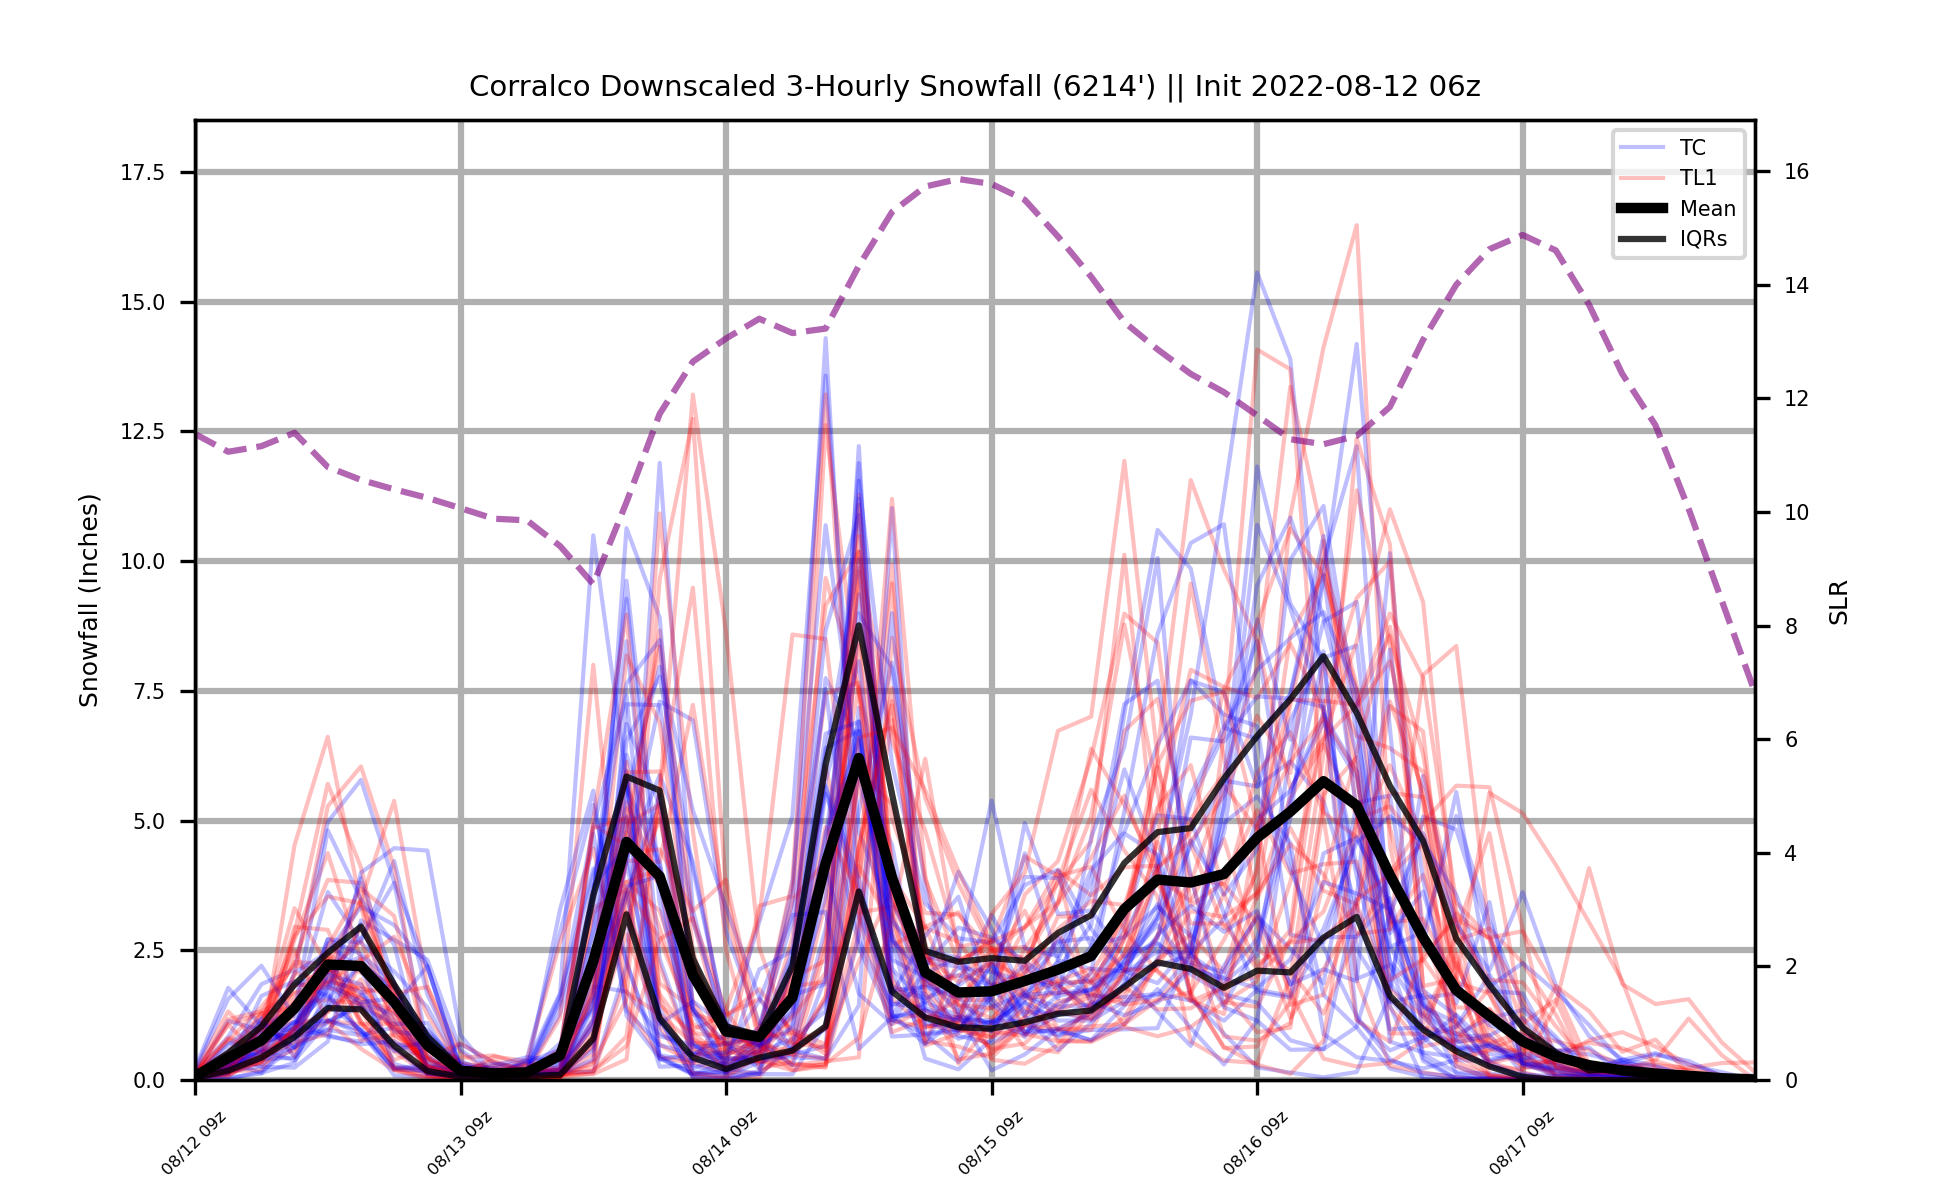 Corralco Downscaled 3-Hourly Snowfall (6214') || Init 2022-08-12 06z
TC
TL1
Mean
IQRs
Snowfall (Inches)
17.5
15.0
12.5
10.0
7.5
5.0
2.5
0.0
16
14
12
10
8
6
4
2
0
SLR
08/12 09z
08/13 09z
08/14 09z
08/15 09z
08/16 09z
08/17 09z